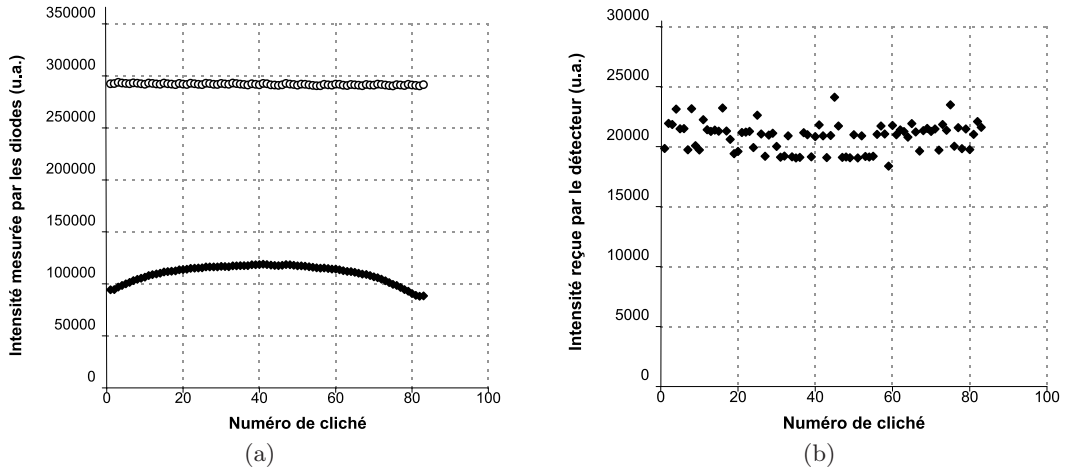 350000
300000
250000
200000
150000
100000
50000
0
0 20 40 60 80 100
Intensité mesurée par les diodes (u.a.)
Numéro de cliché
(a)
30000
25000
20000
15000
10000
5000
0
0 20 40 60 80 100
Intensité reçue par le détecteur (u.a.)
Numéro de cliché
(b)